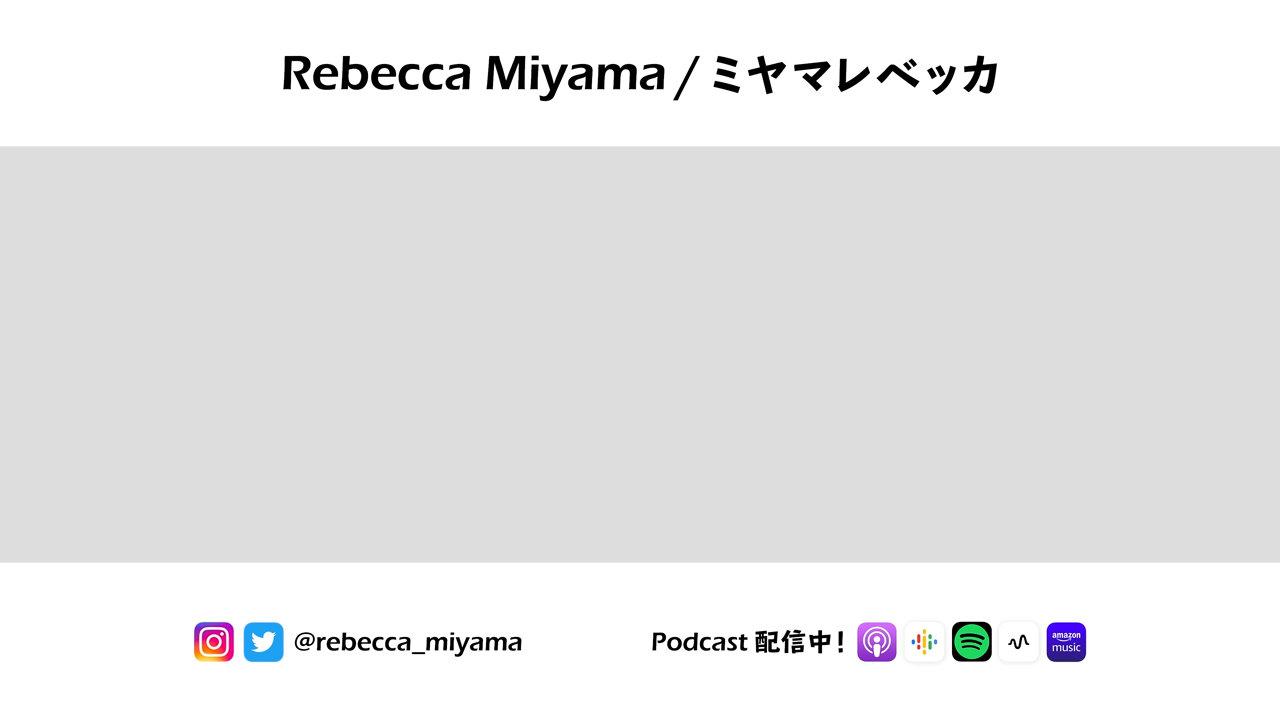 Rebecca Miyama / ミヤマレベッカ
@rebecca_miyama
Podcast 配信中!
amazon music